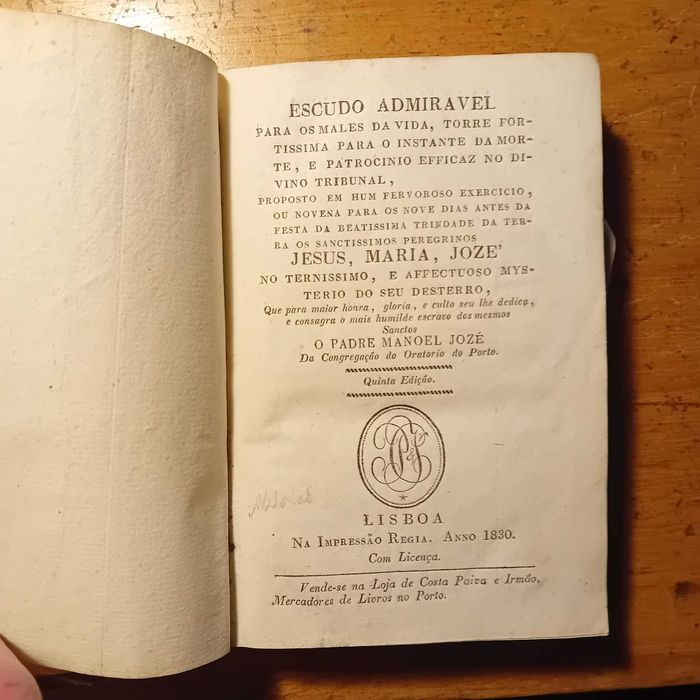 ESCUDO ADMIRAVEL
PARA OS MALES DA VIDA, TORRE FOR-
TISSIMA PARA O INSTANTE DA MOR-
TE, E PATROCINIO EFFICAZ NO DI-
VINO TRIBUNAL,
PROPOSTO EM HUM FERVOROSO EXERCICIO,
OU NOVENA PARA OS NOVE DIAS ANTES DA
FESTA DA BEATISSIMA TRINDADE DA TER-
RA OS SANCTISSIMOS PEREGRINOS
JESUS, MARIA, JOZE'
NO TERNISSIMO, E AFFECTUOSO MYS-
TERIO DO SEU DESTERRO,
Que para maior honra, gloria, e culto seu lhe dedica,
e consagra o mais humilde escravo dos mesmos
Sanctos
O PADRE MANOEL JOZÉ
Da Congregação do Oratorio do Porto.
Quinta Edição.
LISBOA
NA IMPRESSÃO REGIA. ANNO 1830.
Com Licença.
Vende-se na Loja de Costa Paiva e Irmão,
Mercadores de Livros no Porto.